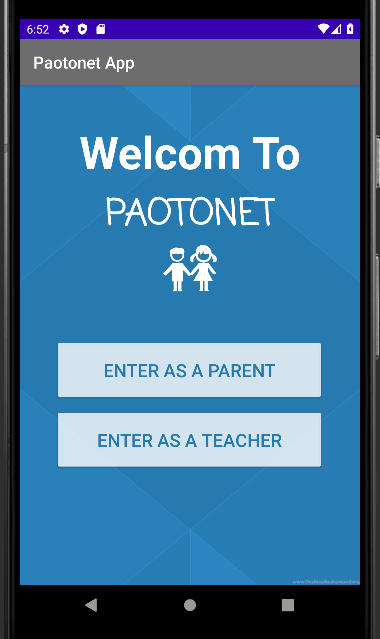 6:52
Paotonet App
Welcom To
PAOTONET
ENTER AS A PARENT
ENTER AS A TEACHER